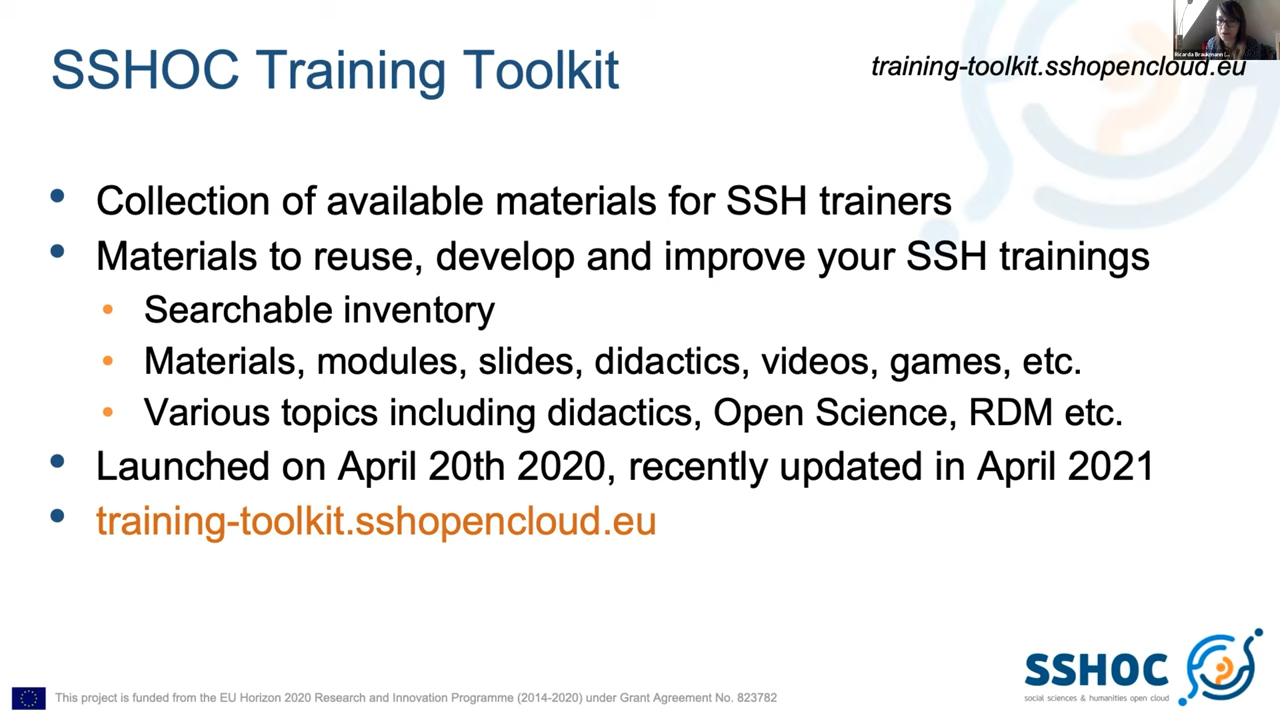 SSHOC Training Toolkit
training-toolkit.sshopencloud.eu
Ricarda Braukmann (...
• Collection of available materials for SSH trainers
• Materials to reuse, develop and improve your SSH trainings
• Searchable inventory
• Materials, modules, slides, didactics, videos, games, etc.
• Various topics including didactics, Open Science, RDM etc.
• Launched on April 20th 2020, recently updated in April 2021
• training-toolkit.sshopencloud.eu
SSHOC
social sciences & humanities open cloud
This project is funded from the EU Horizon 2020 Research and Innovation Programme (2014-2020) under Grant Agreement No. 823782